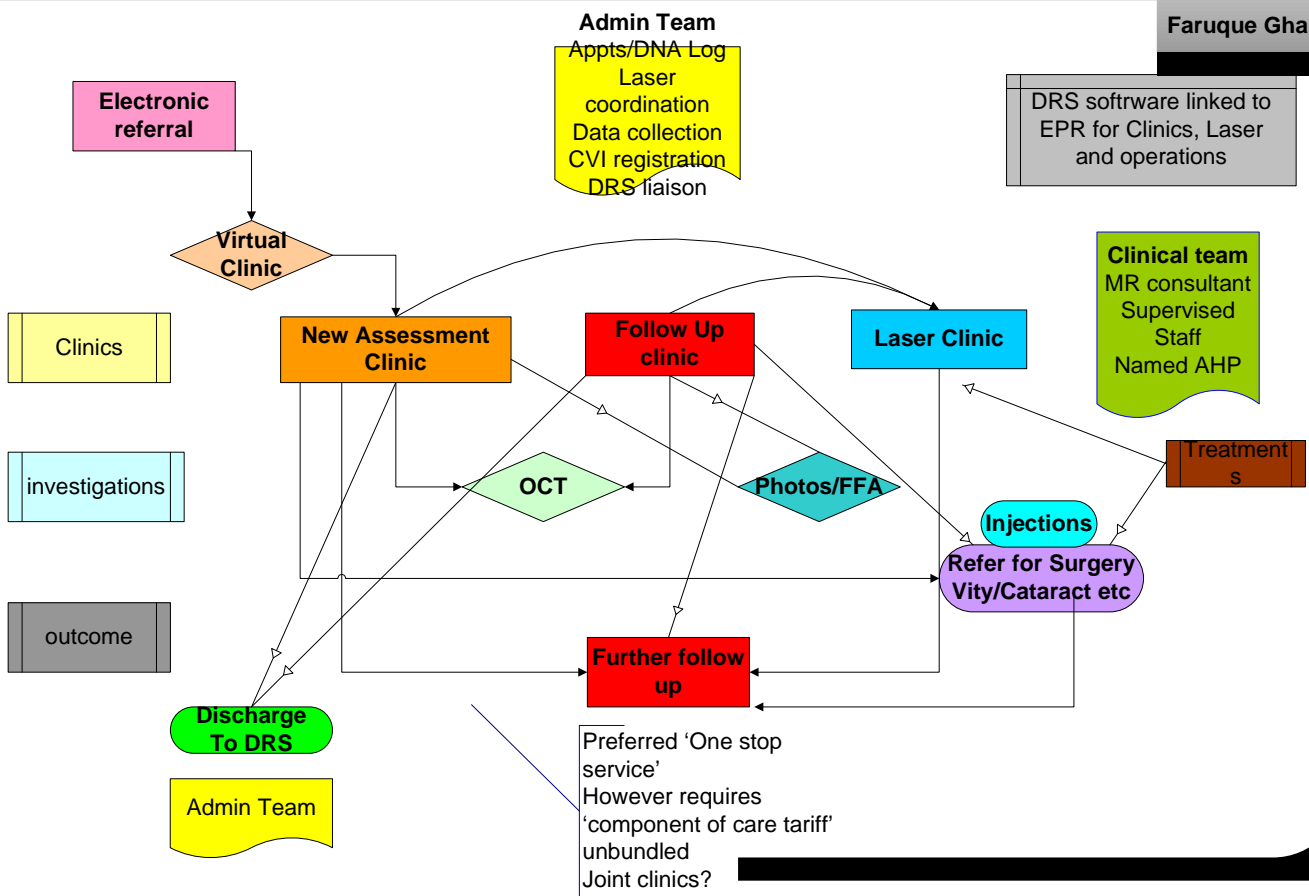 Admin Team
Faruque Gha
Appts/DNA Log
Laser
coordination
Data collection
CVI registration
DRS liaison
Electronic
referral
DRS softrware linked to
EPR for Clinics, Laser
and operations
Virtual
Clinic
Clinical team
MR consultant
Supervised
Staff
Named AHP
Clinics
New Assessment
Clinic
Follow Up
clinic
Laser Clinic
investigations
OCT
Photos/FFA
Treatment
s
Injections
Refer for Surgery
Vity/Cataract etc
outcome
Further follow
up
Discharge
To DRS
Admin Team
Preferred ‘One stop
service’
However requires
‘component of care tariff’
unbundled
Joint clinics?